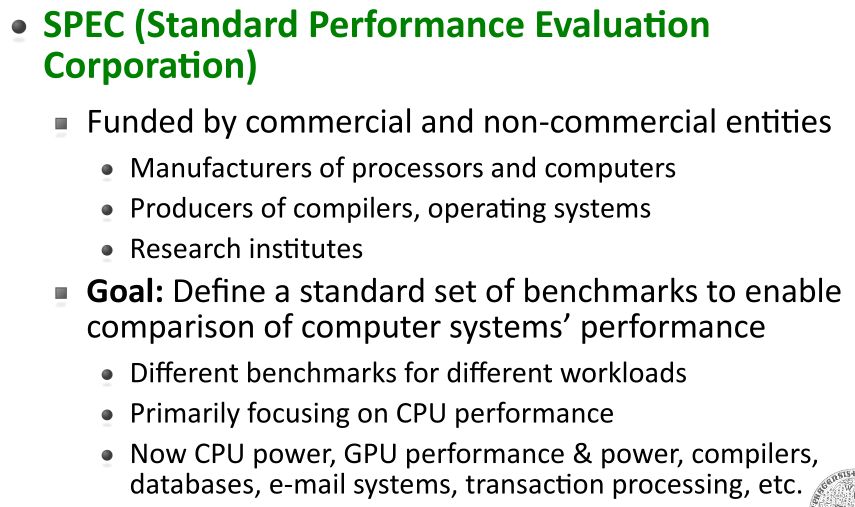 SPEC (Standard Performance Evaluation
Corporation)
Funded by commercial and non-commercial entities
Manufacturers of processors and computers
Producers of compilers, operating systems
Research institutes
Goal: Define a standard set of benchmarks to enable
comparison of computer systems’ performance
Different benchmarks for different workloads
Primarily focusing on CPU performance
Now CPU power, GPU performance & power, compilers,
databases, e-mail systems, transaction processing, etc.